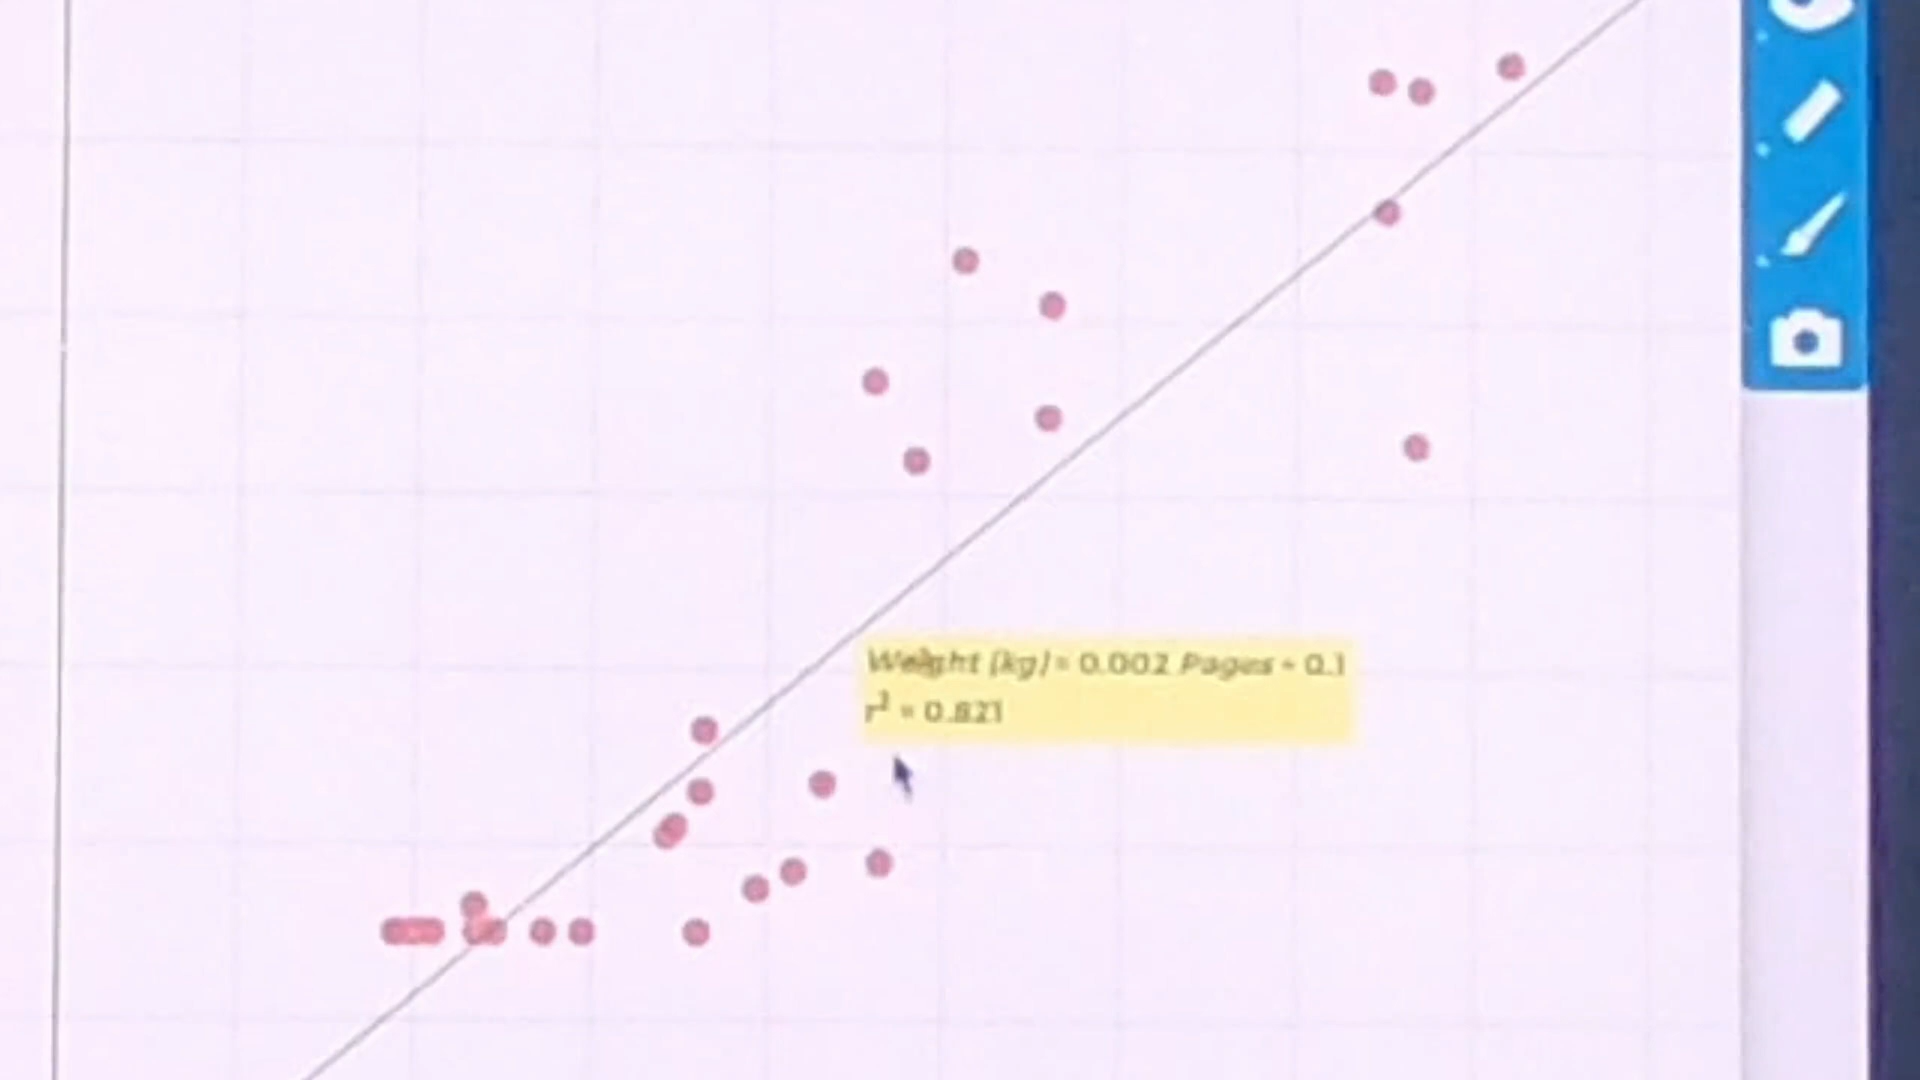 Weight (kg) = 0.002 Pages - 0.1
r² = 0.821